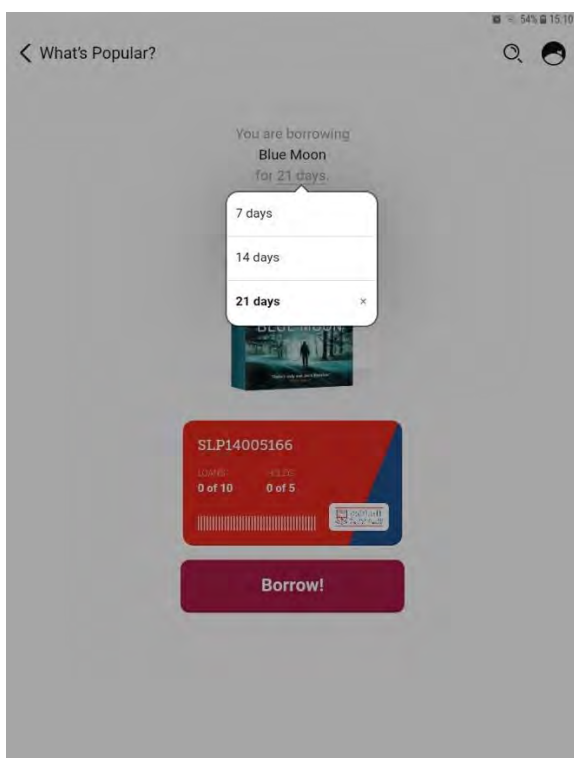 54% 15:10
What's Popular?
You are borrowing
Blue Moon
for 21 days.
7 days
14 days
21 days ×
BLUE MOON
SLP14005166
LOANS HOLDS
0 of 10 0 of 5
Borrow!